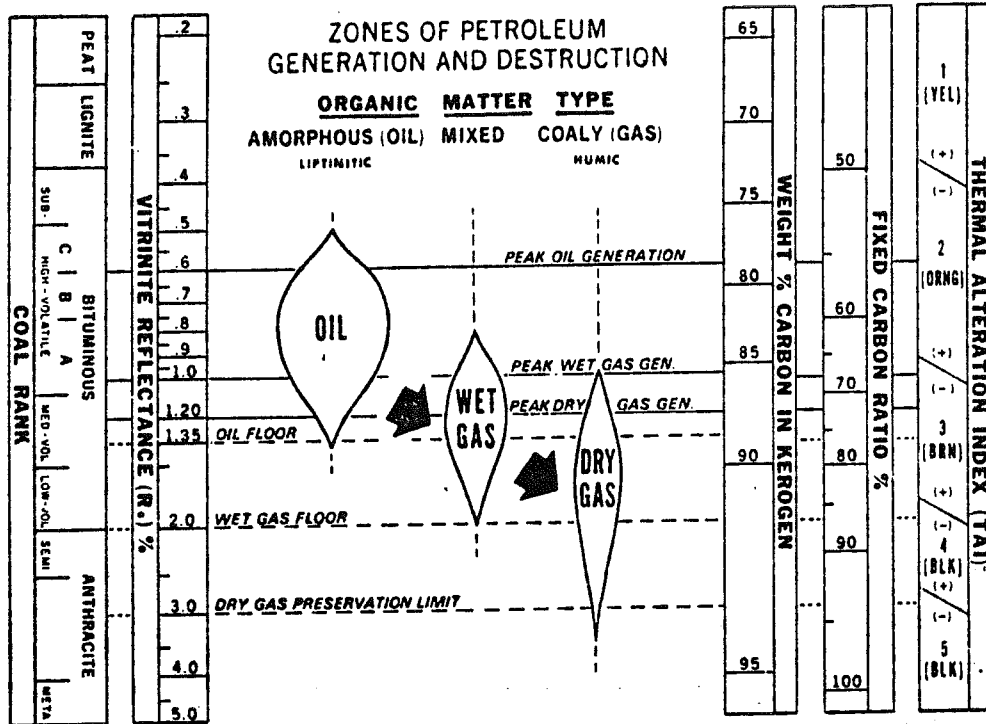 ZONES OF PETROLEUM
GENERATION AND DESTRUCTION
ORGANIC MATTER TYPE
AMORPHOUS (OIL) MIXED COALY (GAS)
LIPTINITIC HUMIC
COAL RANK
PEAT
LIGNITE
BITUMINOUS
ANTHRACITE
SUB-
C
B
A
HIGH-VOLATILE
MED-VOL
LOW-VOL
SEMI
META
VITRINITE REFLECTANCE (R₀) %
.2
.3
.4
.5
.6
.7
.8
.9
1.0
1.20
1.35
2.0
3.0
4.0
5.0
PEAK OIL GENERATION
OIL
PEAK WET GAS GEN.
WET
GAS
PEAK DRY GAS GEN.
OIL FLOOR
DRY
GAS
WET GAS FLOOR
DRY GAS PRESERVATION LIMIT
65
70
75
80
85
90
95
WEIGHT % CARBON IN KEROGEN
50
60
70
80
90
100
FIXED CARBON RATIO %
1
(YEL)
(+)
(-)
2
(ORNG)
(+)
(-)
3
(BRN)
(+)
(-)
4
(BLK)
(+)
(-)
5
(BLK)
THERMAL ALTERATION INDEX (TAI)